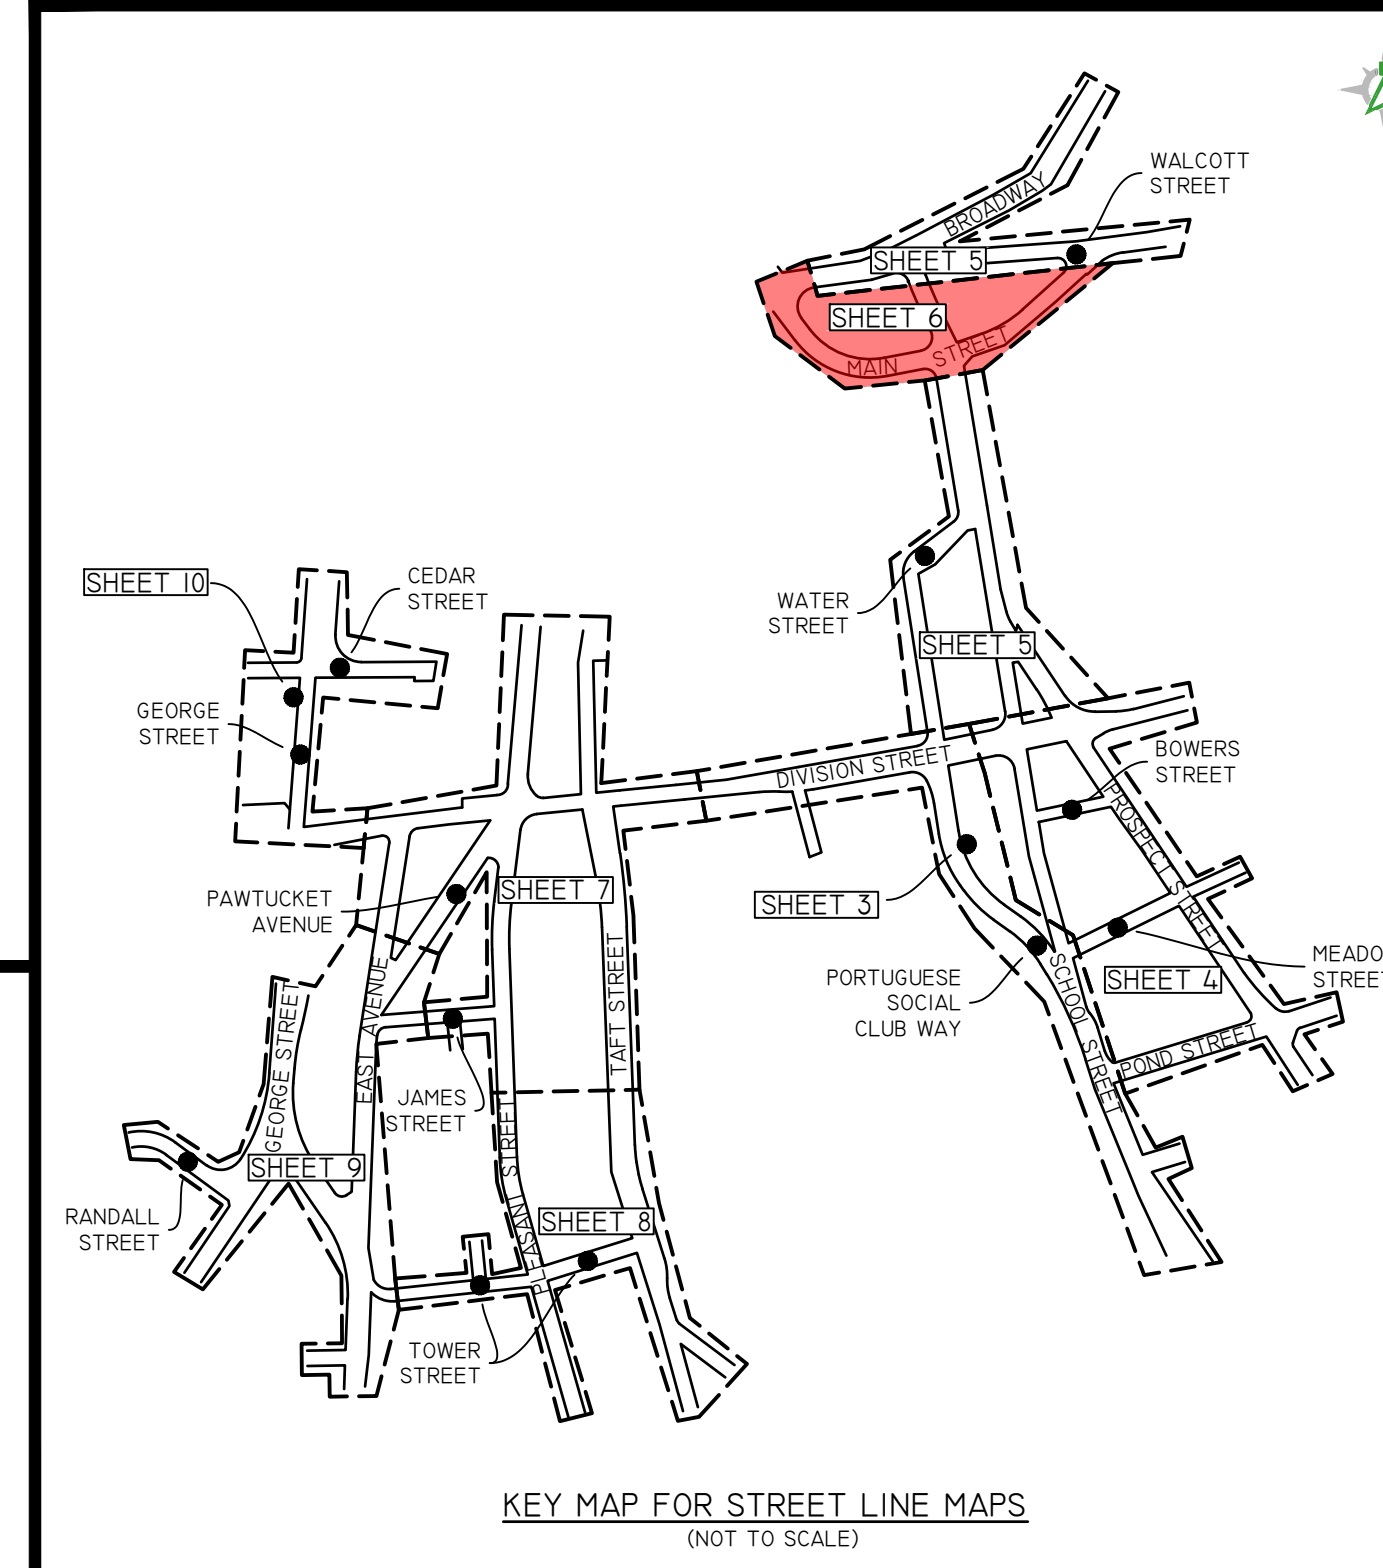 WALCOTT
STREET
BROADWAY
SHEET 5
SHEET 6
MAIN STREET
SHEET 10
CEDAR
STREET
WATER
STREET
SHEET 5
GEORGE
STREET
BOWERS
STREET
DIVISION STREET
PROSPECT STREET
PAWTUCKET
AVENUE
SHEET 7
SHEET 3
MEADO
STREET
PORTUGUESE
SOCIAL
CLUB WAY
SCHOOL STREET
SHEET 4
POND STREET
TAFT STREET
EAST AVENUE
GEORGE STREET
JAMES
STREET
PLEASANT STREET
SHEET 9
RANDALL
STREET
SHEET 8
TOWER
STREET
KEY MAP FOR STREET LINE MAPS
(NOT TO SCALE)